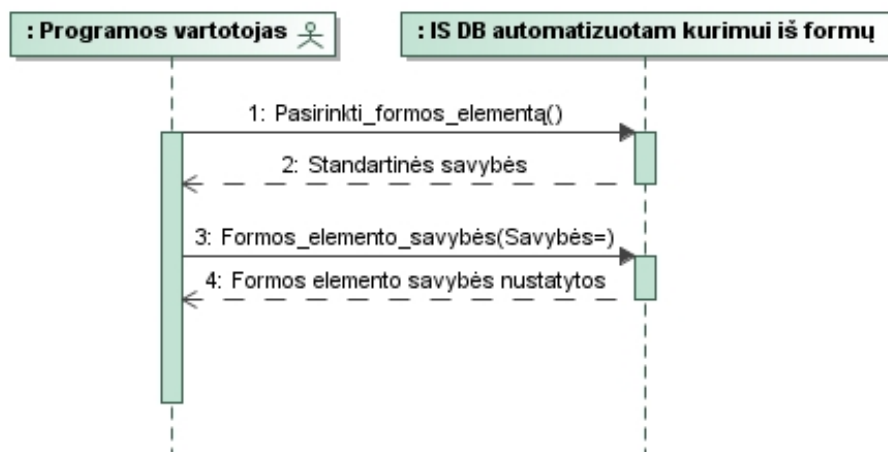 : Programos vartotojas
: IS DB automatizuotam kurimui iš formų
1: Pasirinkti_formos_elementą()
2: Standartinės savybės
3: Formos_elemento_savybės(Savybės=)
4: Formos elemento savybės nustatytos